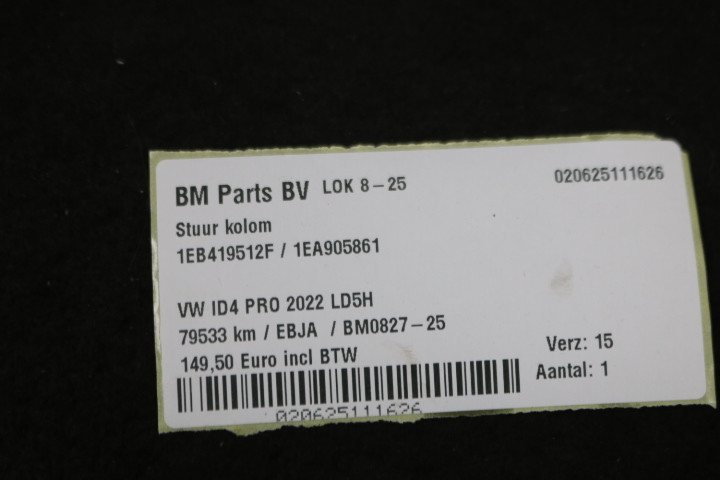 BM Parts BV LOK 8-25 020625111626
Stuur kolom
1EB419512F / 1EA905861
VW ID4 PRO 2022 LD5H
79533 km / EBJA / BM0827-25
149,50 Euro incl BTW
Verz: 15
Aantal: 1
020625111626